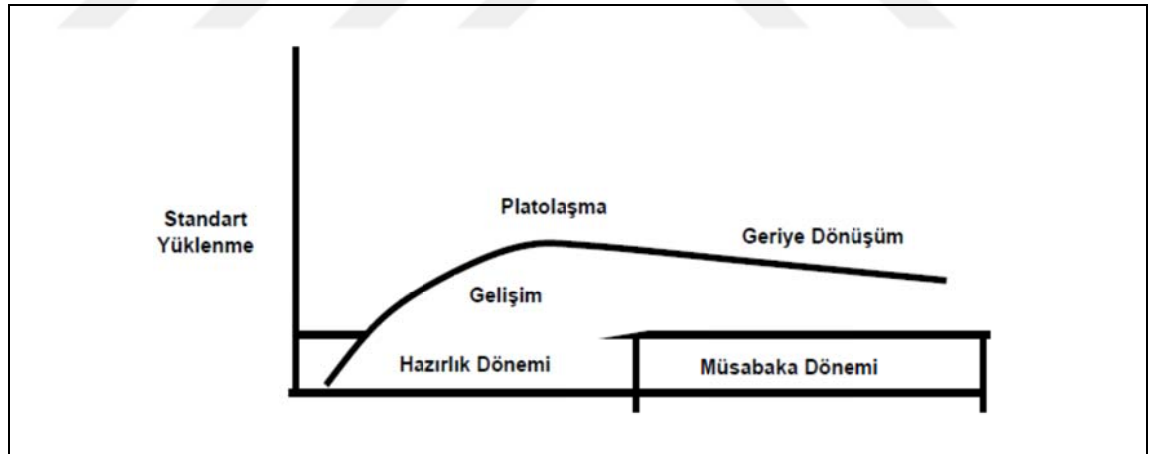 Platolaşma
Standart
Yüklenme
Geriye Dönüşüm
Gelişim
Hazırlık Dönemi
Müsabaka Dönemi